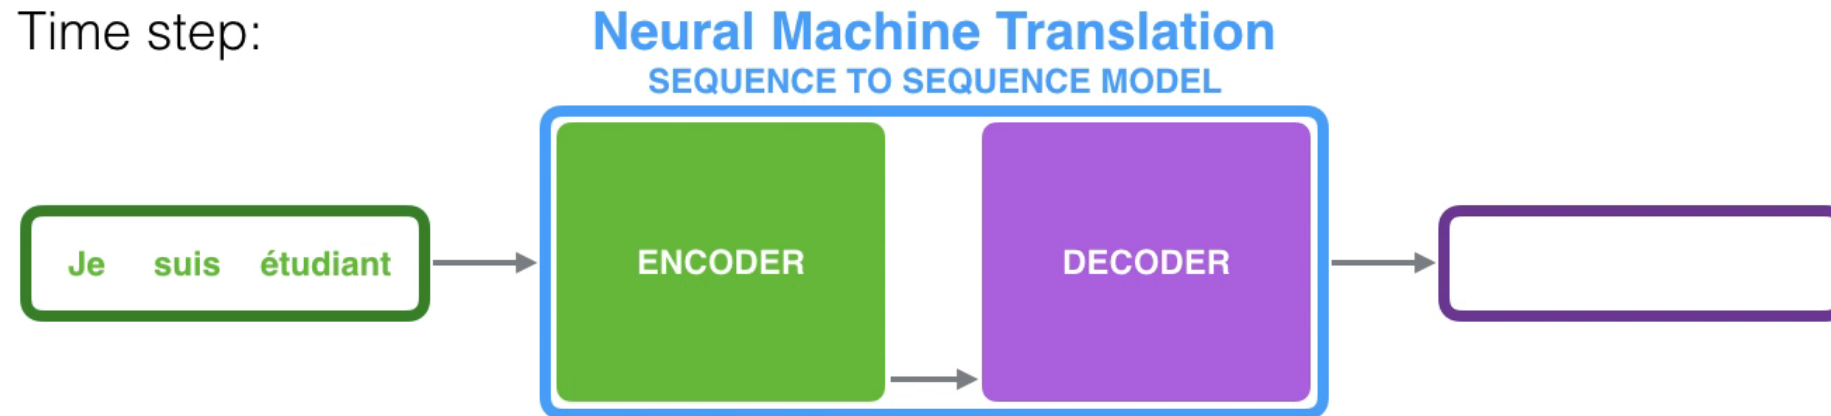 Time step:
Neural Machine Translation
SEQUENCE TO SEQUENCE MODEL
Je suis étudiant
ENCODER
DECODER